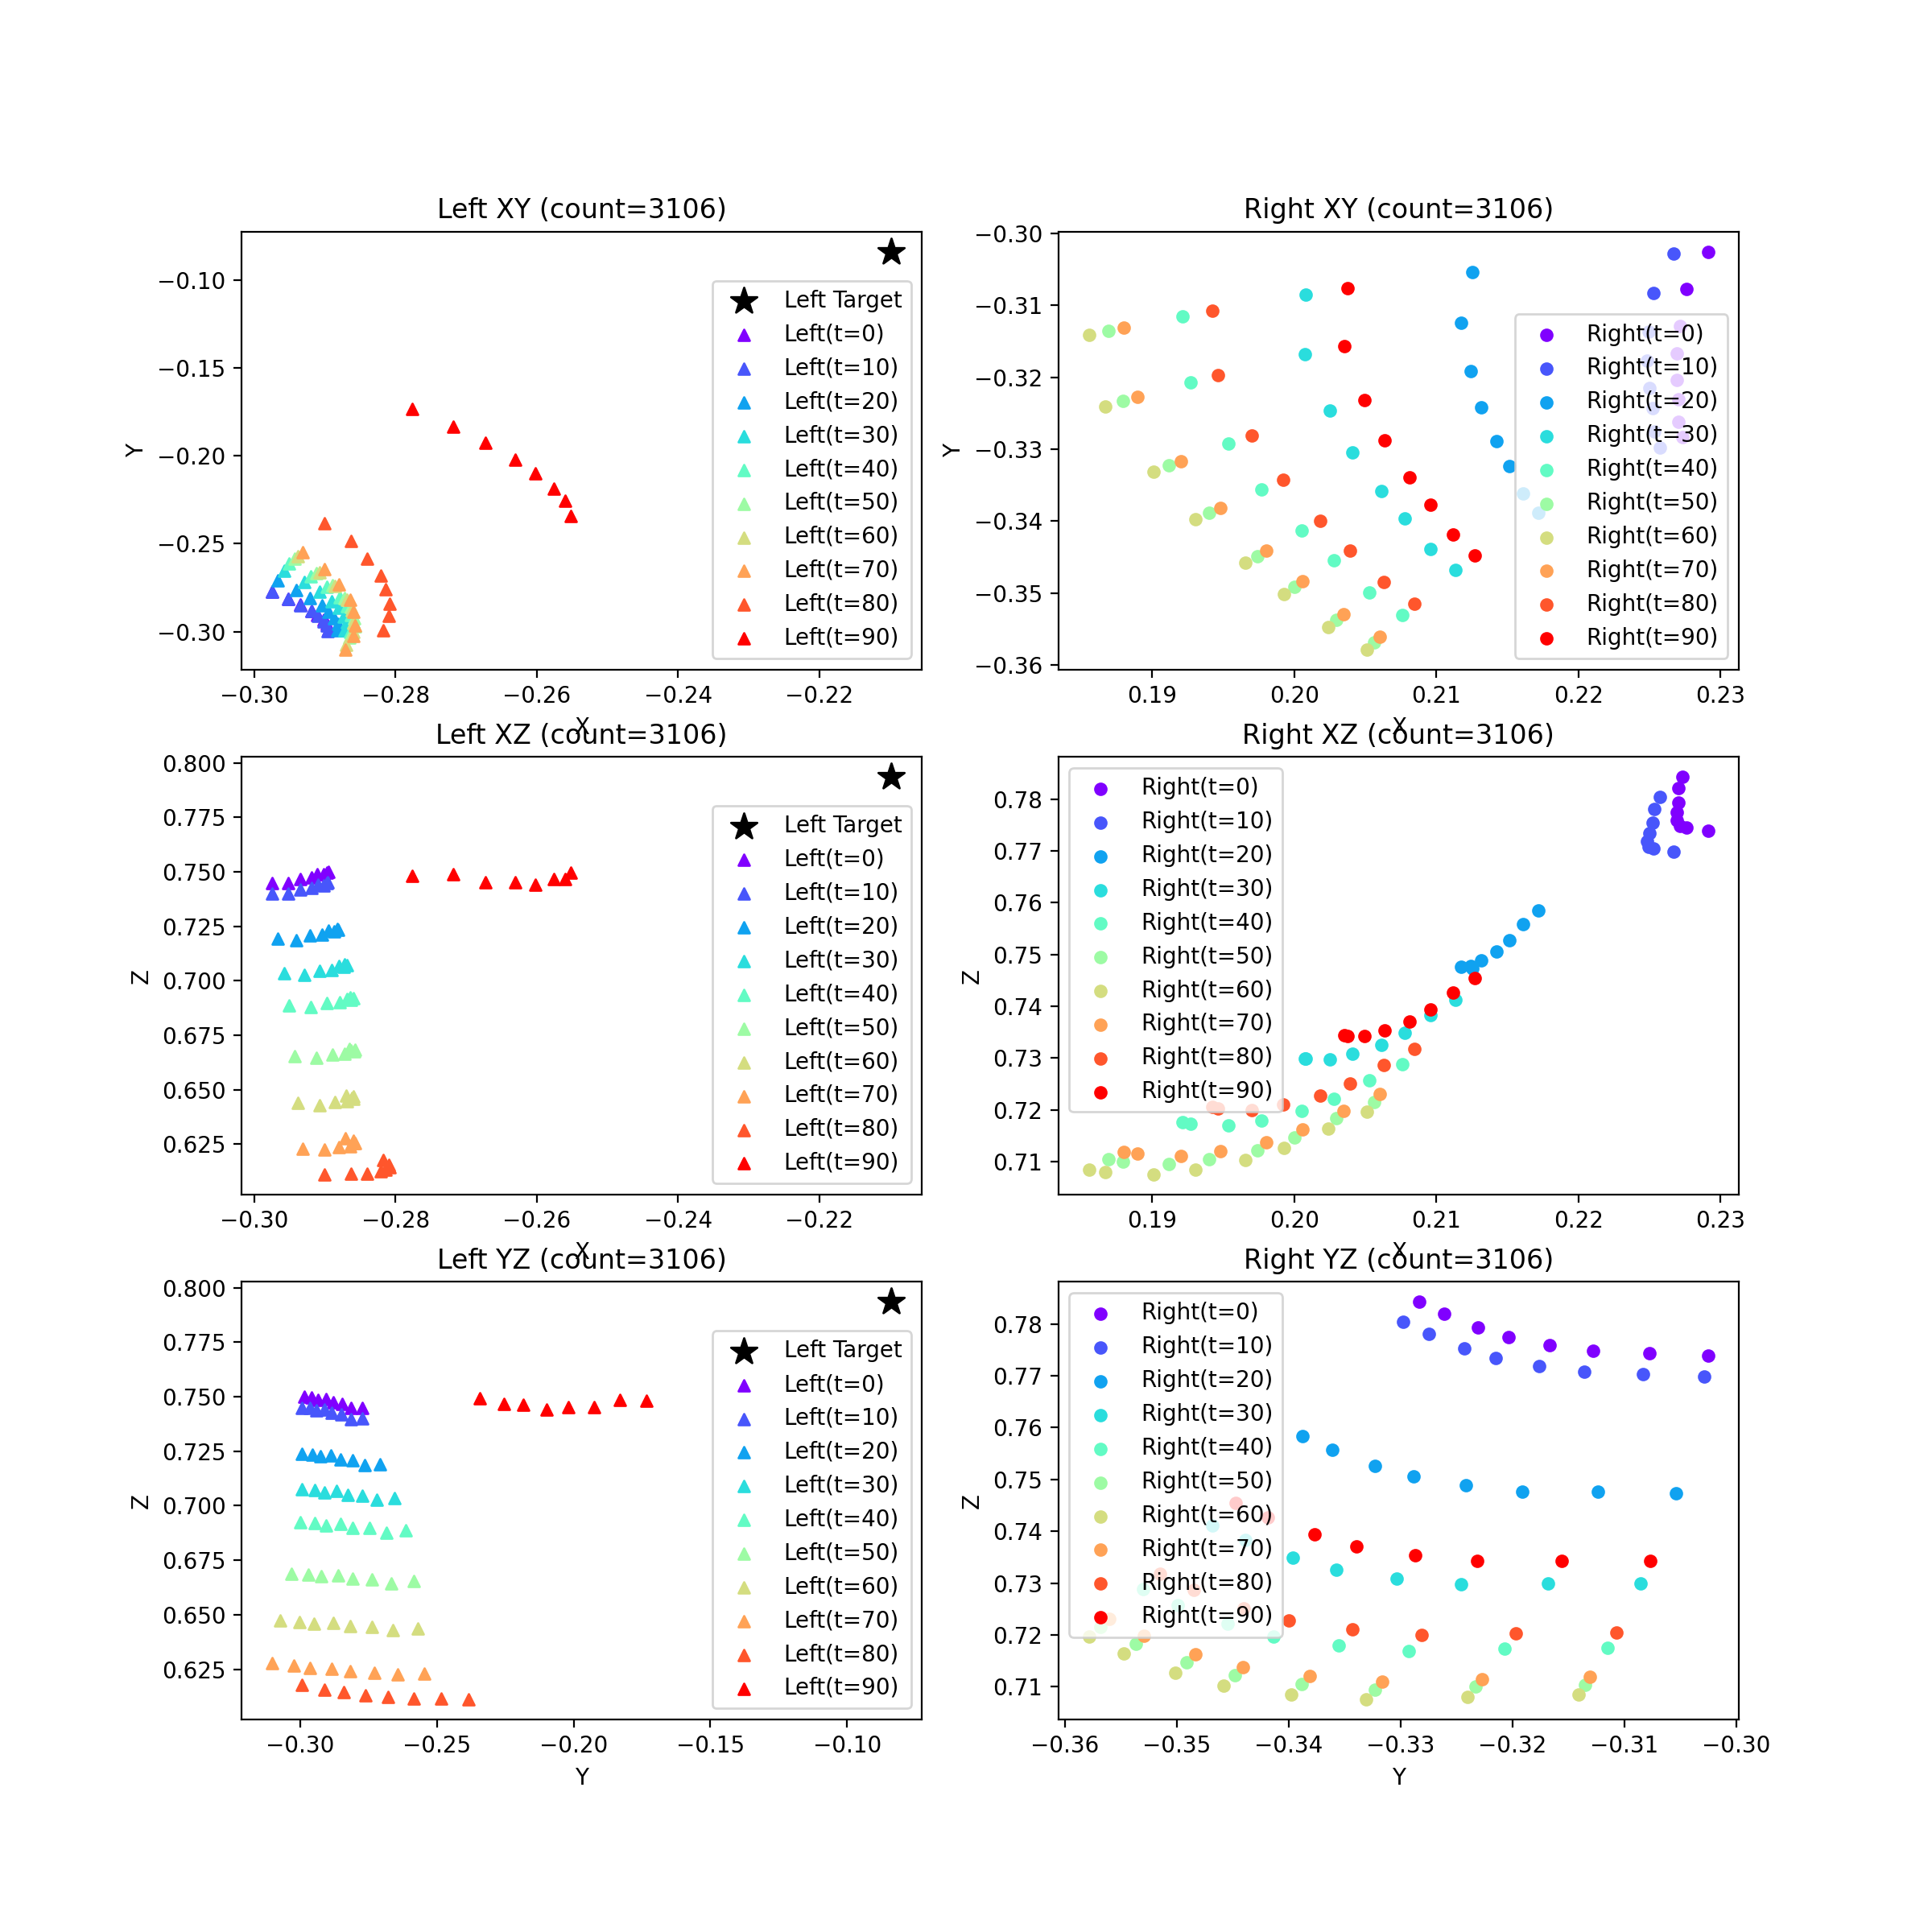 Left XY (count=3106)
−0.10
−0.15
−0.20
−0.25
−0.30
Y
Left Target
Left(t=0)
Left(t=10)
Left(t=20)
Left(t=30)
Left(t=40)
Left(t=50)
Left(t=60)
Left(t=70)
Left(t=80)
Left(t=90)
−0.30
−0.28
−0.26
−0.24
−0.22
X
Right XY (count=3106)
−0.30
−0.31
−0.32
−0.33
−0.34
−0.35
−0.36
Y
Right(t=0)
Right(t=10)
Right(t=20)
Right(t=30)
Right(t=40)
Right(t=50)
Right(t=60)
Right(t=70)
Right(t=80)
Right(t=90)
0.19
0.20
0.21
0.22
0.23
X
Left XZ (count=3106)
0.800
0.775
0.750
0.725
0.700
0.675
0.650
0.625
Z
Left Target
Left(t=0)
Left(t=10)
Left(t=20)
Left(t=30)
Left(t=40)
Left(t=50)
Left(t=60)
Left(t=70)
Left(t=80)
Left(t=90)
−0.30
−0.28
−0.26
−0.24
−0.22
X
Right XZ (count=3106)
0.78
0.77
0.76
0.75
0.74
0.73
0.72
0.71
Z
Right(t=0)
Right(t=10)
Right(t=20)
Right(t=30)
Right(t=40)
Right(t=50)
Right(t=60)
Right(t=70)
Right(t=80)
Right(t=90)
0.19
0.20
0.21
0.22
0.23
X
Left YZ (count=3106)
0.800
0.775
0.750
0.725
0.700
0.675
0.650
0.625
Z
Left Target
Left(t=0)
Left(t=10)
Left(t=20)
Left(t=30)
Left(t=40)
Left(t=50)
Left(t=60)
Left(t=70)
Left(t=80)
Left(t=90)
−0.30
−0.25
−0.20
−0.15
−0.10
Y
Right YZ (count=3106)
0.78
0.77
0.76
0.75
0.74
0.73
0.72
0.71
Z
Right(t=0)
Right(t=10)
Right(t=20)
Right(t=30)
Right(t=40)
Right(t=50)
Right(t=60)
Right(t=70)
Right(t=80)
Right(t=90)
−0.36
−0.35
−0.34
−0.33
−0.32
−0.31
−0.30
Y